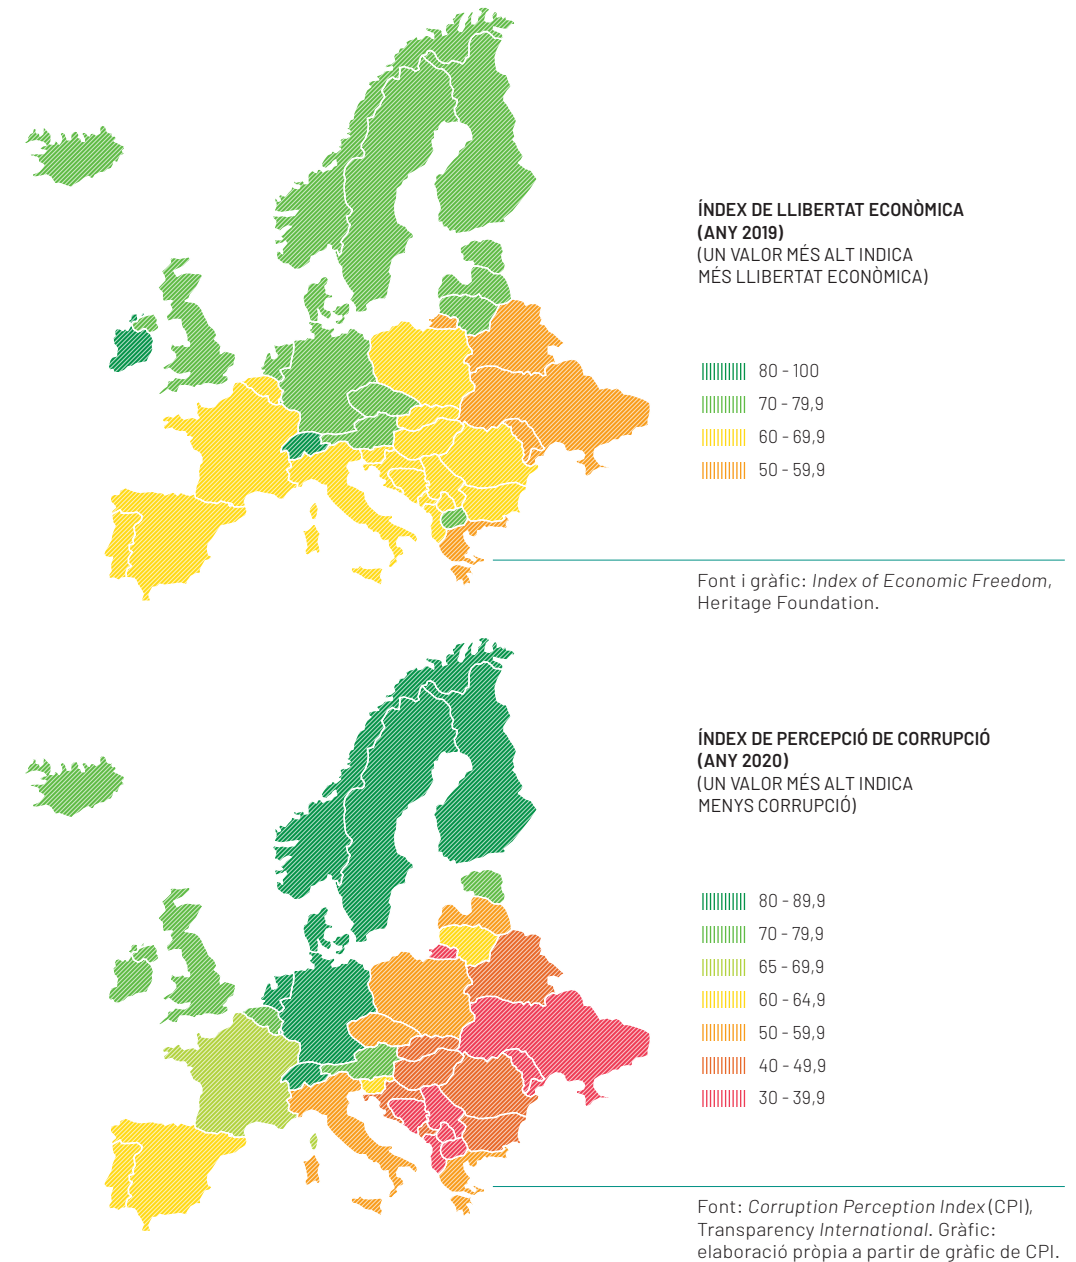 ÍNDEX DE LLIBERTAT ECONÒMICA
(ANY 2019)
(UN VALOR MÉS ALT INDICA
MÉS LLIBERTAT ECONÒMICA)
80 - 100
70 - 79,9
60 - 69,9
50 - 59,9
Font i gràfic: Index of Economic Freedom,
Heritage Foundation.
ÍNDEX DE PERCEPCIÓ DE CORRUPCIÓ
(ANY 2020)
(UN VALOR MÉS ALT INDICA
MENYS CORRUPCIÓ)
80 - 89,9
70 - 79,9
65 - 69,9
60 - 64,9
50 - 59,9
40 - 49,9
30 - 39,9
Font: Corruption Perception Index (CPI),
Transparency International. Gràfic:
elaboració pròpia a partir de gràfic de CPI.